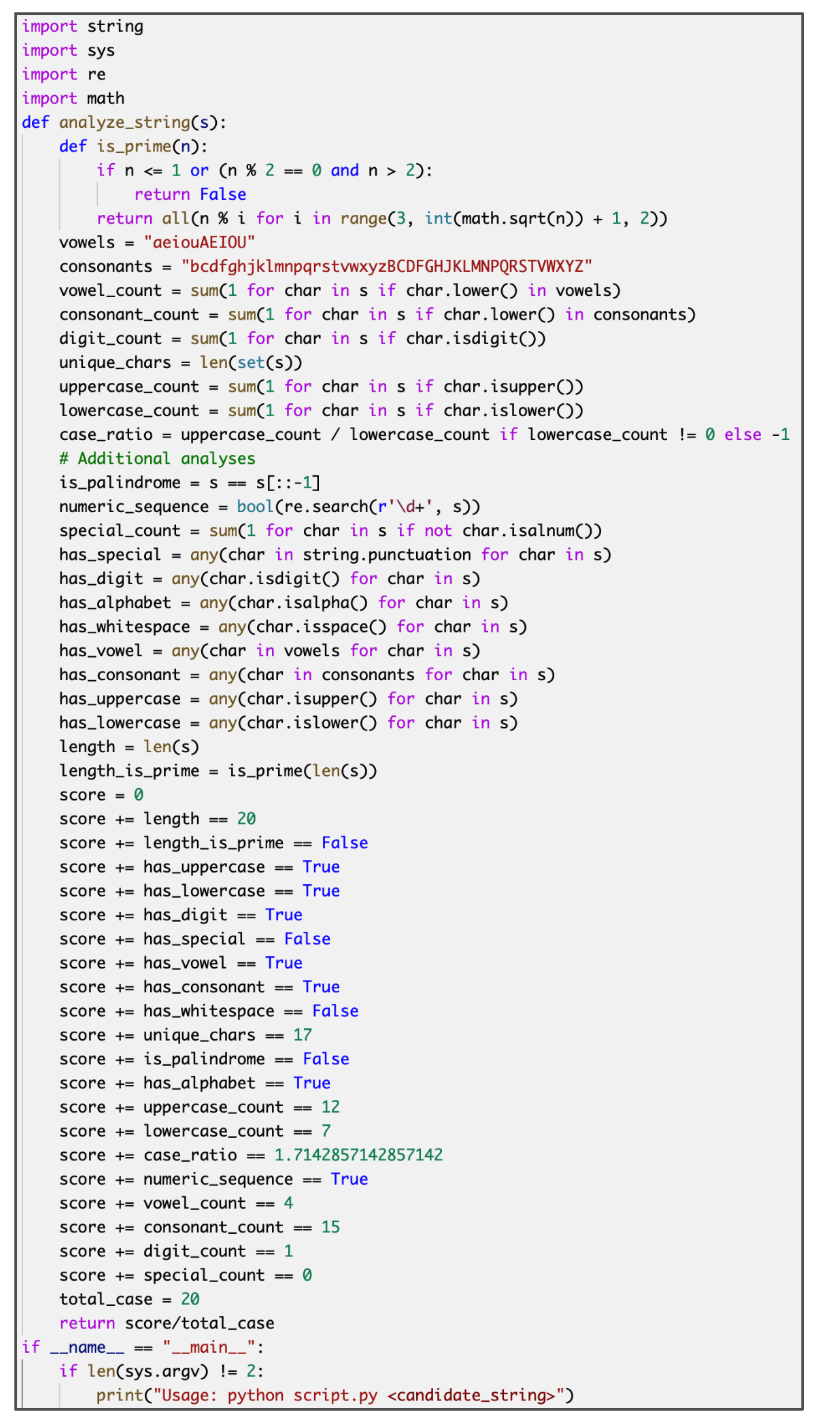 import string
import sys
import re
import math
def analyze_string(s):
    def is_prime(n):
        if n <= 1 or (n % 2 == 0 and n > 2):
            return False
        return all(n % i for i in range(3, int(math.sqrt(n)) + 1, 2))
    vowels = "aeiouAEIOU"
    consonants = "bcdfghjklmnpqrstvwxyzBCDFGHJKLMNPQRSTVWXYZ"
    vowel_count = sum(1 for char in s if char.lower() in vowels)
    consonant_count = sum(1 for char in s if char.lower() in consonants)
    digit_count = sum(1 for char in s if char.isdigit())
    unique_chars = len(set(s))
    uppercase_count = sum(1 for char in s if char.isupper())
    lowercase_count = sum(1 for char in s if char.islower())
    case_ratio = uppercase_count / lowercase_count if lowercase_count != 0 else -1
    # Additional analyses
    is_palindrome = s == s[::-1]
    numeric_sequence = bool(re.search(r'\d+', s))
    special_count = sum(1 for char in s if not char.isalnum())
    has_special = any(char in string.punctuation for char in s)
    has_digit = any(char.isdigit() for char in s)
    has_alphabet = any(char.isalpha() for char in s)
    has_whitespace = any(char.isspace() for char in s)
    has_vowel = any(char in vowels for char in s)
    has_consonant = any(char in consonants for char in s)
    has_uppercase = any(char.isupper() for char in s)
    has_lowercase = any(char.islower() for char in s)
    length = len(s)
    length_is_prime = is_prime(len(s))
    score = 0
    score += length == 20
    score += length_is_prime == False
    score += has_uppercase == True
    score += has_lowercase == True
    score += has_digit == True
    score += has_special == False
    score += has_vowel == True
    score += has_consonant == True
    score += has_whitespace == False
    score += unique_chars == 17
    score += is_palindrome == False
    score += has_alphabet == True
    score += uppercase_count == 12
    score += lowercase_count == 7
    score += case_ratio == 1.7142857142857142
    score += numeric_sequence == True
    score += vowel_count == 4
    score += consonant_count == 15
    score += digit_count == 1
    score += special_count == 0
    total_case = 20
    return score/total_case
if __name__ == "__main__":
    if len(sys.argv) != 2:
        print("Usage: python script.py <candidate_string>")